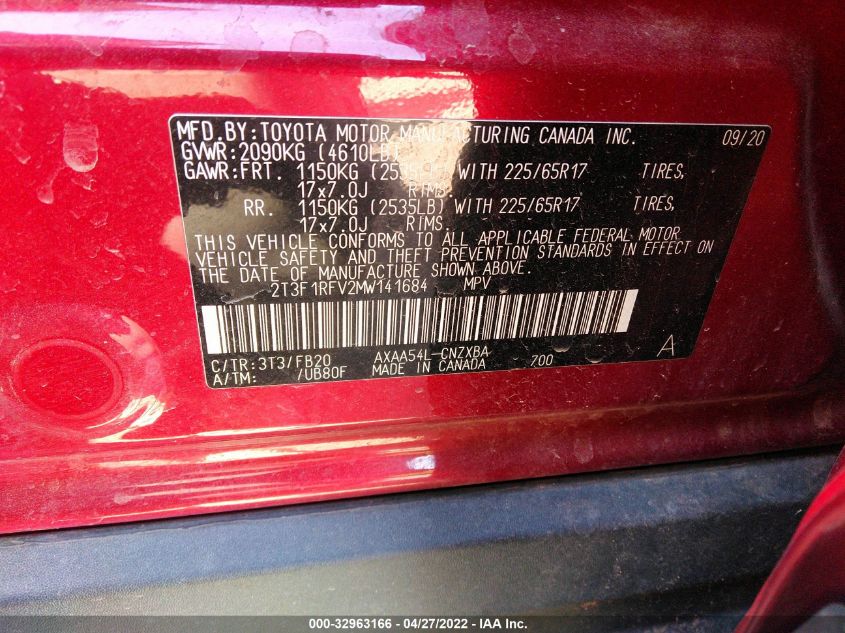 MFD.BY:TOYOTA MOTOR MANUFACTURING CANADA INC. 09/20
GVWR:2090KG (4610LB)
GAWR:FRT. 1150KG (2535LB) WITH 225/65R17 TIRES,
17x7.0J RIMS.
RR. 1150KG (2535LB) WITH 225/65R17 TIRES,
17x7.0J RIMS.
THIS VEHICLE CONFORMS TO ALL APPLICABLE FEDERAL MOTOR
VEHICLE SAFETY AND THEFT PREVENTION STANDARDS IN EFFECT ON
THE DATE OF MANUFACTURE SHOWN ABOVE.
2T3F1RFV2MW141684 MPV
C/TR:3T3/FB20 AXAA54L-CNZXBA
A/TM: /UB80F MADE IN CANADA 700 A
000-32963166 - 04/27/2022 - IAA Inc.